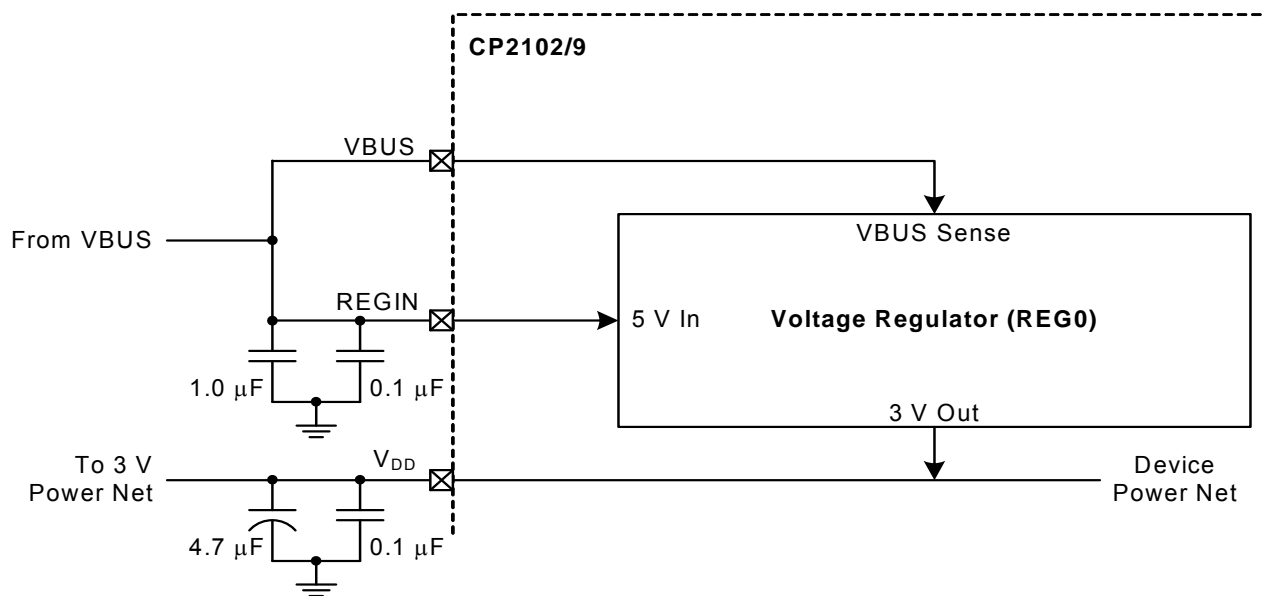 CP2102/9
VBUS
From VBUS
VBUS Sense
REGIN
5 V In
Voltage Regulator (REG0)
1.0 μF
0.1 μF
3 V Out
To 3 V
Power Net
VDD
Device
Power Net
4.7 μF
0.1 μF